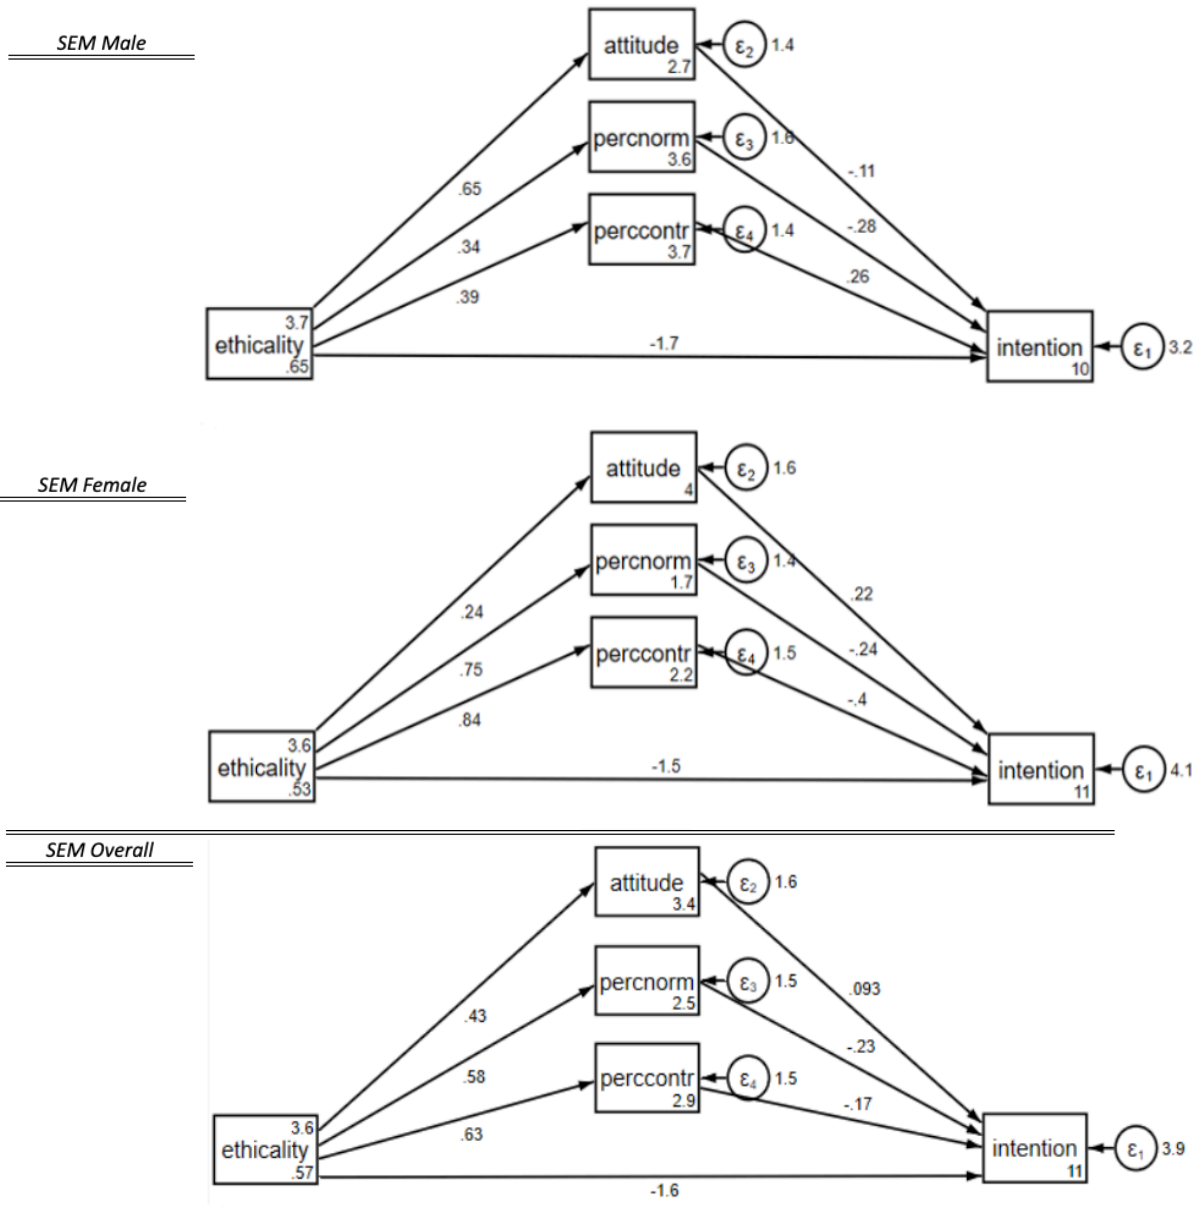 SEM Male
attitude
2.7
ε2
1.4
percnorm
3.6
ε3
1.6
-.11
.65
perccontr
3.7
ε4
1.4
-.28
.34
.26
.39
3.7
ethicality
.65
-1.7
intention
10
ε1
3.2
SEM Female
attitude
4
ε2
1.6
percnorm
1.7
ε3
1.4
.22
.24
perccontr
2.2
ε4
1.5
-.24
.75
-.4
.84
3.6
ethicality
.53
-1.5
intention
11
ε1
4.1
SEM Overall
attitude
3.4
ε2
1.6
percnorm
2.5
ε3
1.5
.093
.43
-.23
.58
perccontr
2.9
ε4
1.5
-.17
.63
3.6
ethicality
.57
-1.6
intention
11
ε1
3.9